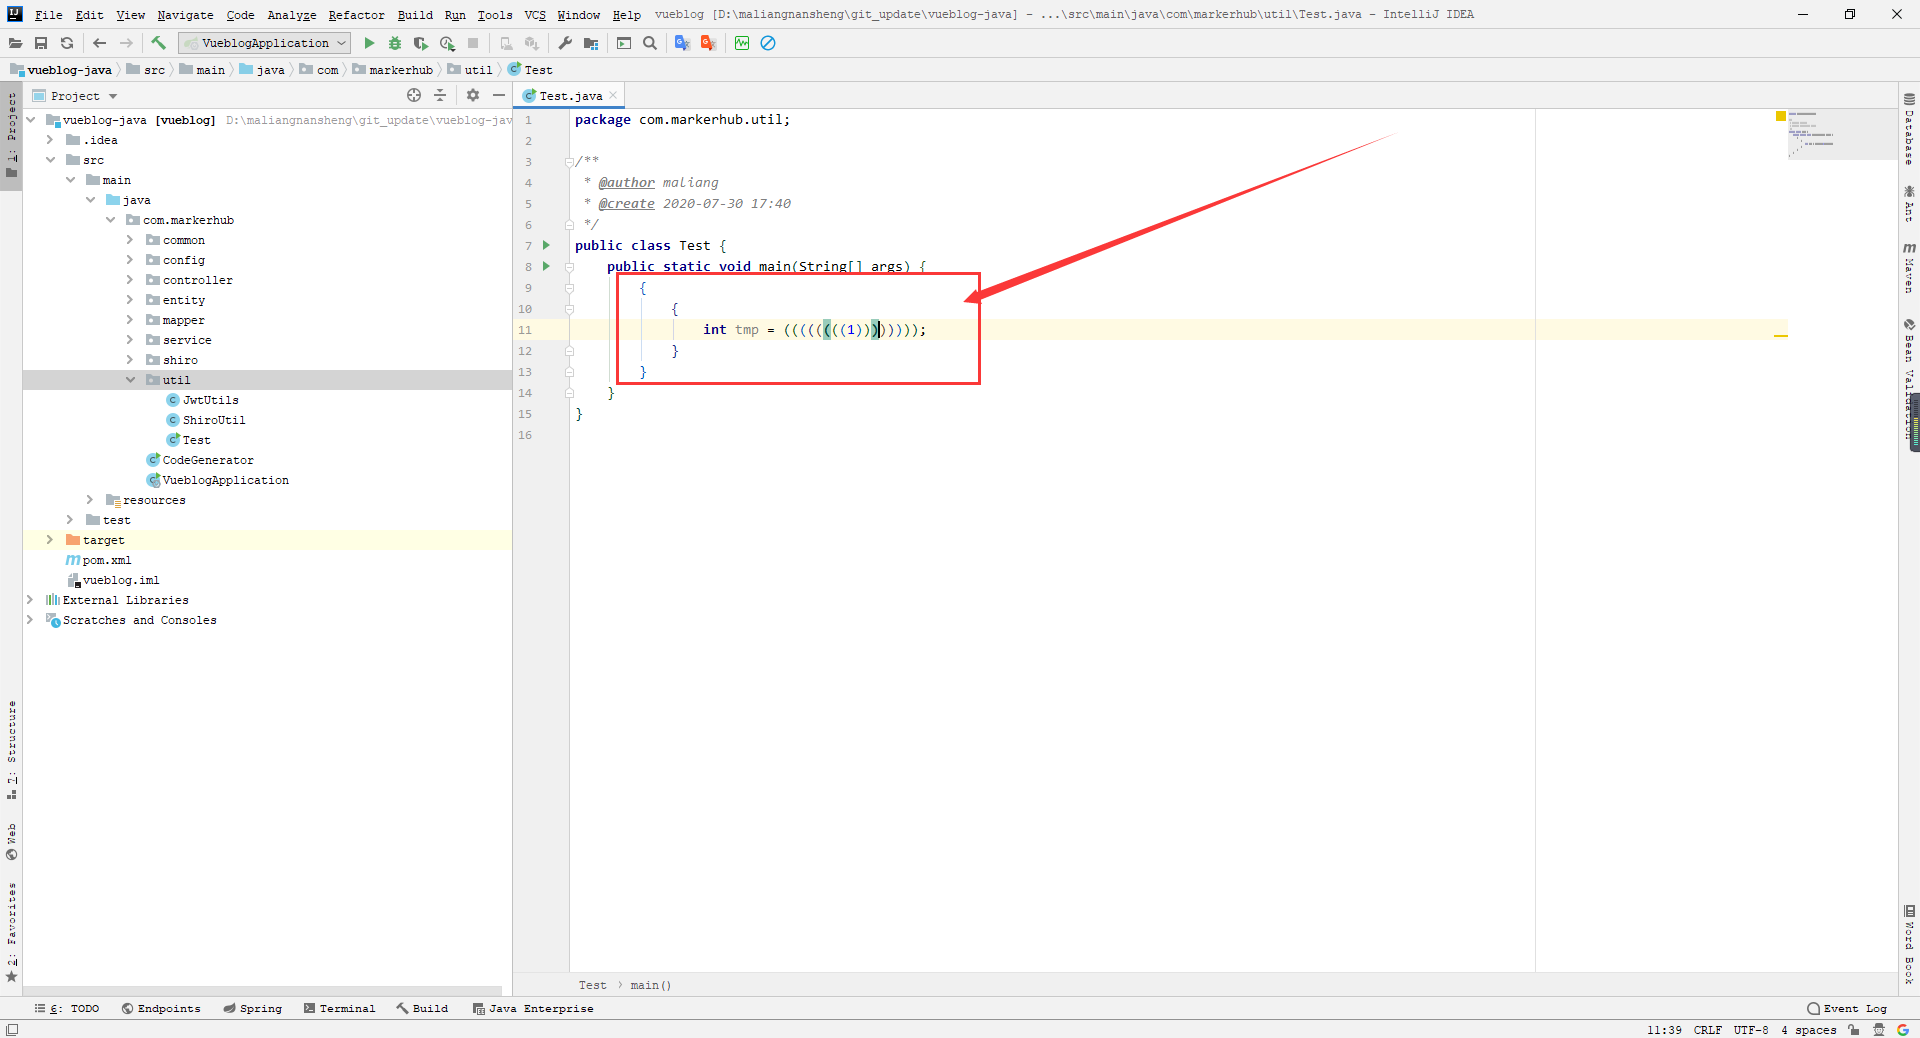 File Edit View Navigate Code Analyze Refactor Build Run Tools VCS Window Help vueblog [D:\maliangnansheng\git_update\vueblog-java] - ...\src\main\java\com\markerhub\util\Test.java - IntelliJ IDEA
VueblogApplication
vueblog-java src main java com markerhub util Test
Project
Test.java
1: Project
7: Structure
Web
2: Favorites
vueblog-java [vueblog] D:\maliangnansheng\git_update\vueblog-jav
.idea
src
main
java
com.markerhub
common
config
controller
entity
mapper
service
shiro
util
JwtUtils
ShiroUtil
Test
CodeGenerator
VueblogApplication
resources
test
target
pom.xml
vueblog.iml
External Libraries
Scratches and Consoles
1 package com.markerhub.util;
2
3 /**
4 * @author maliang
5 * @create 2020-07-30 17:40
6 */
7 public class Test {
8 public static void main(String[] args) {
9 {
10 {
11 int tmp = ((((((((1))))))))));
12 }
13 }
14 }
15 }
16
Test > main()
Database
Ant
Maven
Bean Validation
Word Book
6: TODO Endpoints Spring Terminal Build Java Enterprise Event Log
11:39 CRLF UTF-8 4 spaces